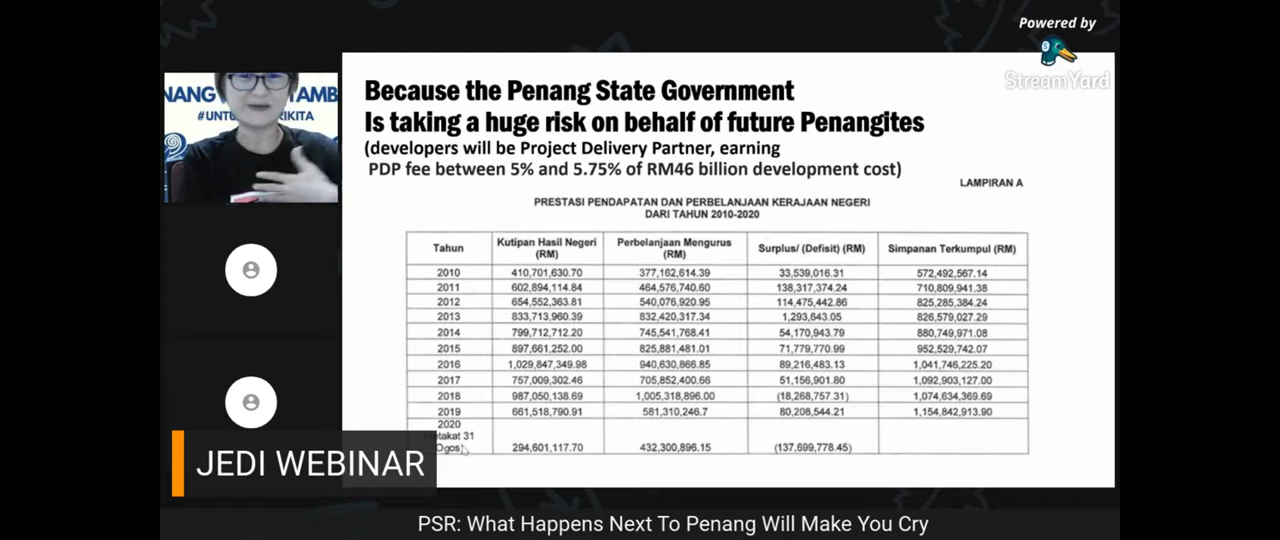 Powered by
StreamYard
Because the Penang State Government
Is taking a huge risk on behalf of future Penangites
(developers will be Project Delivery Partner, earning
PDP fee between 5% and 5.75% of RM46 billion development cost)
LAMPIRAN A
PRESTASI PENDAPATAN DAN PERBELANJAAN KERAJAAN NEGERI
DARI TAHUN 2010-2020
Tahun Kutipan Hasil Negeri (RM) Perbelanjaan Mengurus (RM) Surplus/ (Defisit) (RM) Simpanan Terkumpul (RM)
2010 410,701,630.70 377,162,614.39 33,539,016.31 572,492,567.14
2011 602,894,114.84 464,576,740.60 138,317,374.24 710,809,941.38
2012 654,552,363.81 540,076,920.95 114,475,442.86 825,285,384.24
2013 833,713,960.39 832,420,317.34 1,293,643.05 826,579,027.29
2014 799,712,712.20 745,541,768.41 54,170,943.79 880,749,971.08
2015 897,661,252.00 825,881,481.01 71,779,770.99 952,529,742.07
2016 1,029,847,349.98 940,630,866.85 89,216,483.13 1,041,746,225.20
2017 757,009,302.46 705,852,400.66 51,156,901.80 1,092,903,127.00
2018 987,050,138.69 1,005,318,896.00 (18,268,757.31) 1,074,634,369.69
2019 661,518,790.91 581,310,246.7 80,208,544.21 1,154,842,913.90
2020
31
Ogos) 294,601,117.70 432,300,896.15 (137,699,778.45)
NANG TAMB
#UNTU RIKITA
JEDI WEBINAR
PSR: What Happens Next To Penang Will Make You Cry